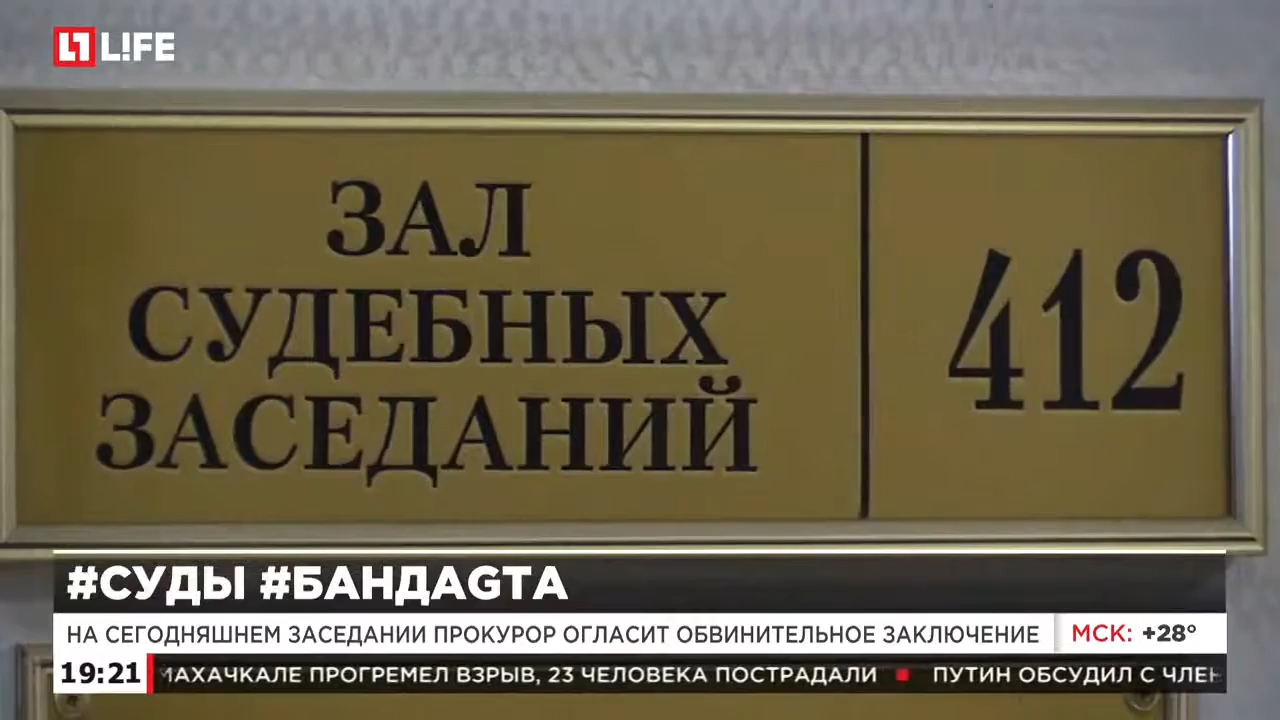 L!FE
ЗАЛ
СУДЕБНЫХ
ЗАСЕДАНИЙ
412
#СУДЫ #БАНДАGTA
НА СЕГОДНЯШНЕМ ЗАСЕДАНИИ ПРОКУРОР ОГЛАСИТ ОБВИНИТЕЛЬНОЕ ЗАКЛЮЧЕНИЕ
МСК: +28°
19:21
МАХАЧКАЛЕ ПРОГРЕМЕЛ ВЗРЫВ, 23 ЧЕЛОВЕКА ПОСТРАДАЛИ ▪ ПУТИН ОБСУДИЛ С ЧЛЕН